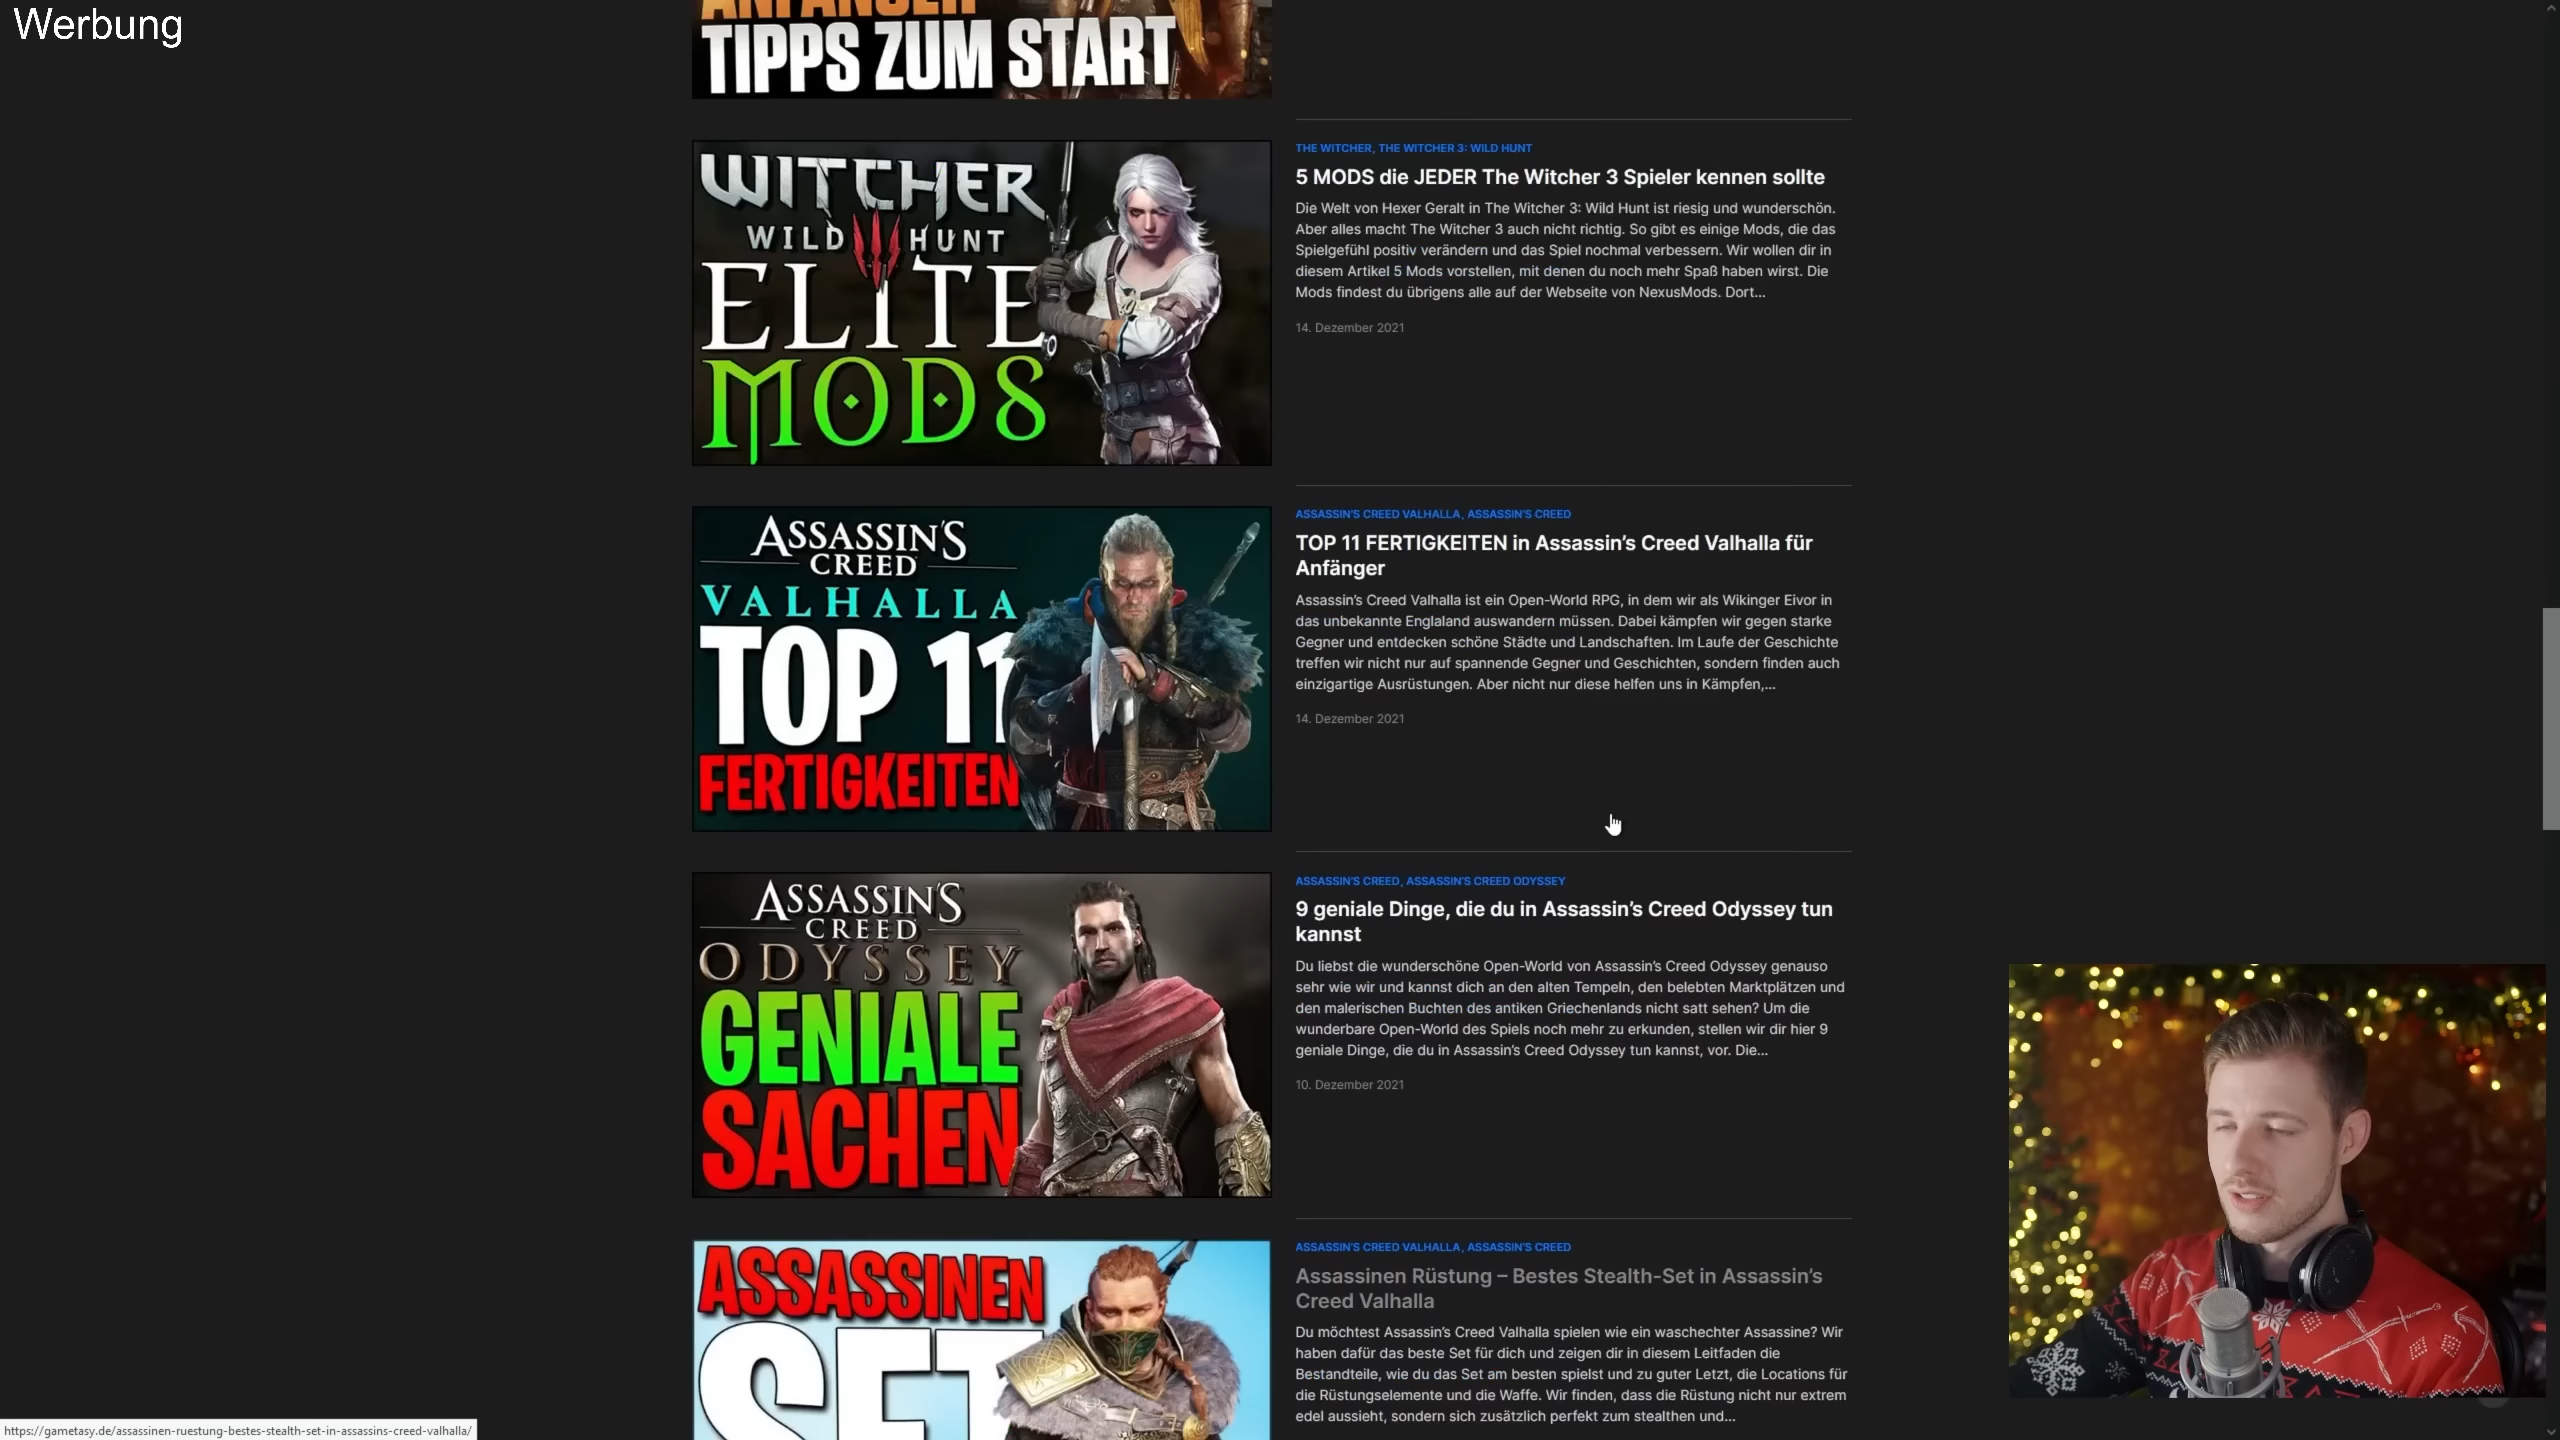 Werbung
ANFÄNGER
TIPPS ZUM START
WITCHER
WILD HUNT
ELITE
MODS
THE WITCHER, THE WITCHER 3: WILD HUNT
5 MODS die JEDER The Witcher 3 Spieler kennen sollte
Die Welt von Hexer Geralt in The Witcher 3: Wild Hunt ist riesig und wunderschön.
Aber alles macht The Witcher 3 auch nicht richtig. So gibt es einige Mods, die das
Spielgefühl positiv verändern und das Spiel nochmal verbessern. Wir wollen dir in
diesem Artikel 5 Mods vorstellen, mit denen du noch mehr Spaß haben wirst. Die
Mods findest du übrigens alle auf der Webseite von NexusMods. Dort...
14. Dezember 2021
ASSASSIN'S
CREED
VALHALLA
TOP 11
FERTIGKEITEN
ASSASSIN'S CREED VALHALLA, ASSASSIN'S CREED
TOP 11 FERTIGKEITEN in Assassin’s Creed Valhalla für
Anfänger
Assassin’s Creed Valhalla ist ein Open-World RPG, in dem wir als Wikinger Eivor in
das unbekannte Englaland auswandern müssen. Dabei kämpfen wir gegen starke
Gegner und entdecken schöne Städte und Landschaften. Im Laufe der Geschichte
treffen wir nicht nur auf spannende Gegner und Geschichten, sondern finden auch
einzigartige Ausrüstungen. Aber nicht nur diese helfen uns in Kämpfen,...
14. Dezember 2021
ASSASSIN'S
CREED
ODYSSEY
GENIALE
SACHEN
ASSASSIN'S CREED, ASSASSIN'S CREED ODYSSEY
9 geniale Dinge, die du in Assassin’s Creed Odyssey tun
kannst
Du liebst die wunderschöne Open-World von Assassin’s Creed Odyssey genauso
sehr wie wir und kannst dich an den alten Tempeln, den belebten Marktplätzen und
den malerischen Buchten des antiken Griechenlands nicht satt sehen? Um die
wunderbare Open-World des Spiels noch mehr zu erkunden, stellen wir dir hier 9
geniale Dinge, die du in Assassin’s Creed Odyssey tun kannst, vor. Die...
10. Dezember 2021
ASSASSINEN
SET
ASSASSIN'S CREED VALHALLA, ASSASSIN'S CREED
Assassinen Rüstung – Bestes Stealth-Set in Assassin’s
Creed Valhalla
Du möchtest Assassin’s Creed Valhalla spielen wie ein waschechter Assassine? Wir
haben dafür das beste Set für dich und zeigen dir in diesem Leitfaden die
Bestandteile, wie du das Set am besten spielst und zu guter Letzt, die Locations für
die Rüstungselemente und die Waffe. Wir finden, dass die Rüstung nicht nur extrem
edel aussieht, sondern sich zusätzlich perfekt zum stealthen und...
https://gametasy.de/assassinen-ruestung-bestes-stealth-set-in-assassins-creed-valhalla/